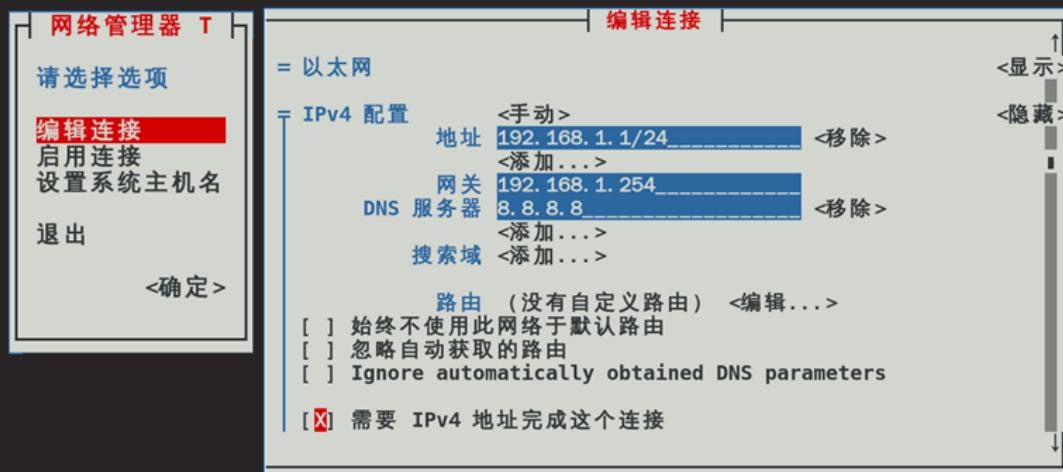 网络管理器 T
请选择选项
编辑连接
启用连接
设置系统主机名
退出
<确定>
编辑连接
= 以太网 <显示>
= IPv4 配置 <手动> <隐藏>
地址 192.168.1.1/24___________ <移除>
<添加...>
网关 192.168.1.254____________
DNS 服务器 8.8.8.8__________________ <移除>
<添加...>
搜索域 <添加...>
路由 (没有自定义路由) <编辑...>
[ ] 始终不使用此网络于默认路由
[ ] 忽略自动获取的路由
[ ] Ignore automatically obtained DNS parameters
[X] 需要 IPv4 地址完成这个连接